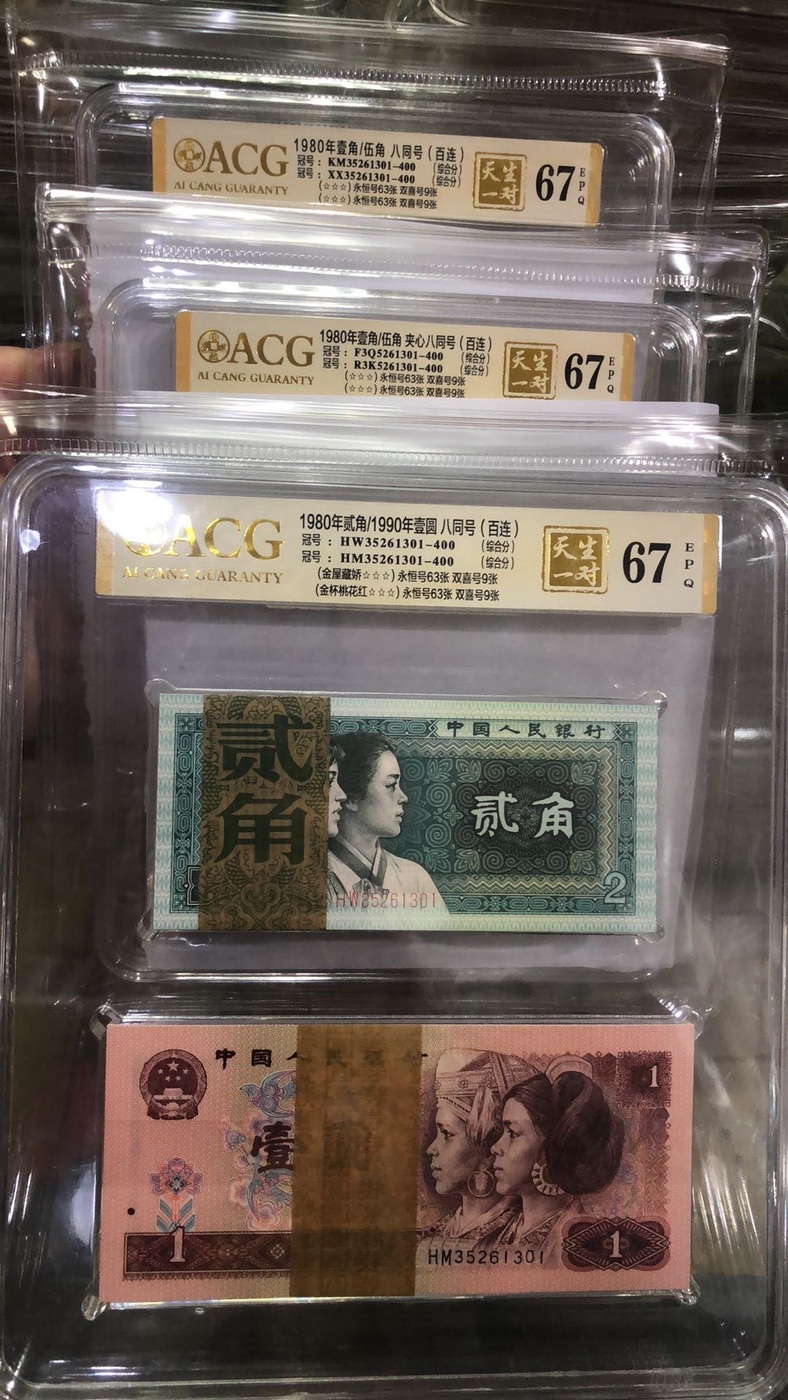 ACG
AI CANG GUARANTY
1980年壹角/伍角 八同号(百连)
冠号: KM35261301-400 (综合分)
冠号: XX35261301-400 (综合分)
(☆☆☆) 永恒号63张 双喜号9张
(☆☆☆) 永恒号63张 双喜号9张
天生
一对
67
EPQ
ACG
AI CANG GUARANTY
1980年壹角/伍角 夹心八同号(百连)
冠号: F3Q5261301-400 (综合分)
冠号: R3K5261301-400 (综合分)
(☆☆☆) 永恒号63张 双喜号9张
(☆☆☆) 永恒号63张 双喜号9张
天生
一对
67
EPQ
ACG
AI CANG GUARANTY
1980年贰角/1990年壹圆 八同号(百连)
冠号: HW35261301-400 (综合分)
冠号: HM35261301-400 (综合分)
(金屋藏娇☆☆☆) 永恒号63张 双喜号9张
(金杯桃花红☆☆☆) 永恒号63张 双喜号9张
天生
一对
67
EPQ
中国人民银行
贰角
贰角
HW35261301
2
中国人民银行
1
壹
1
HM35261301
1